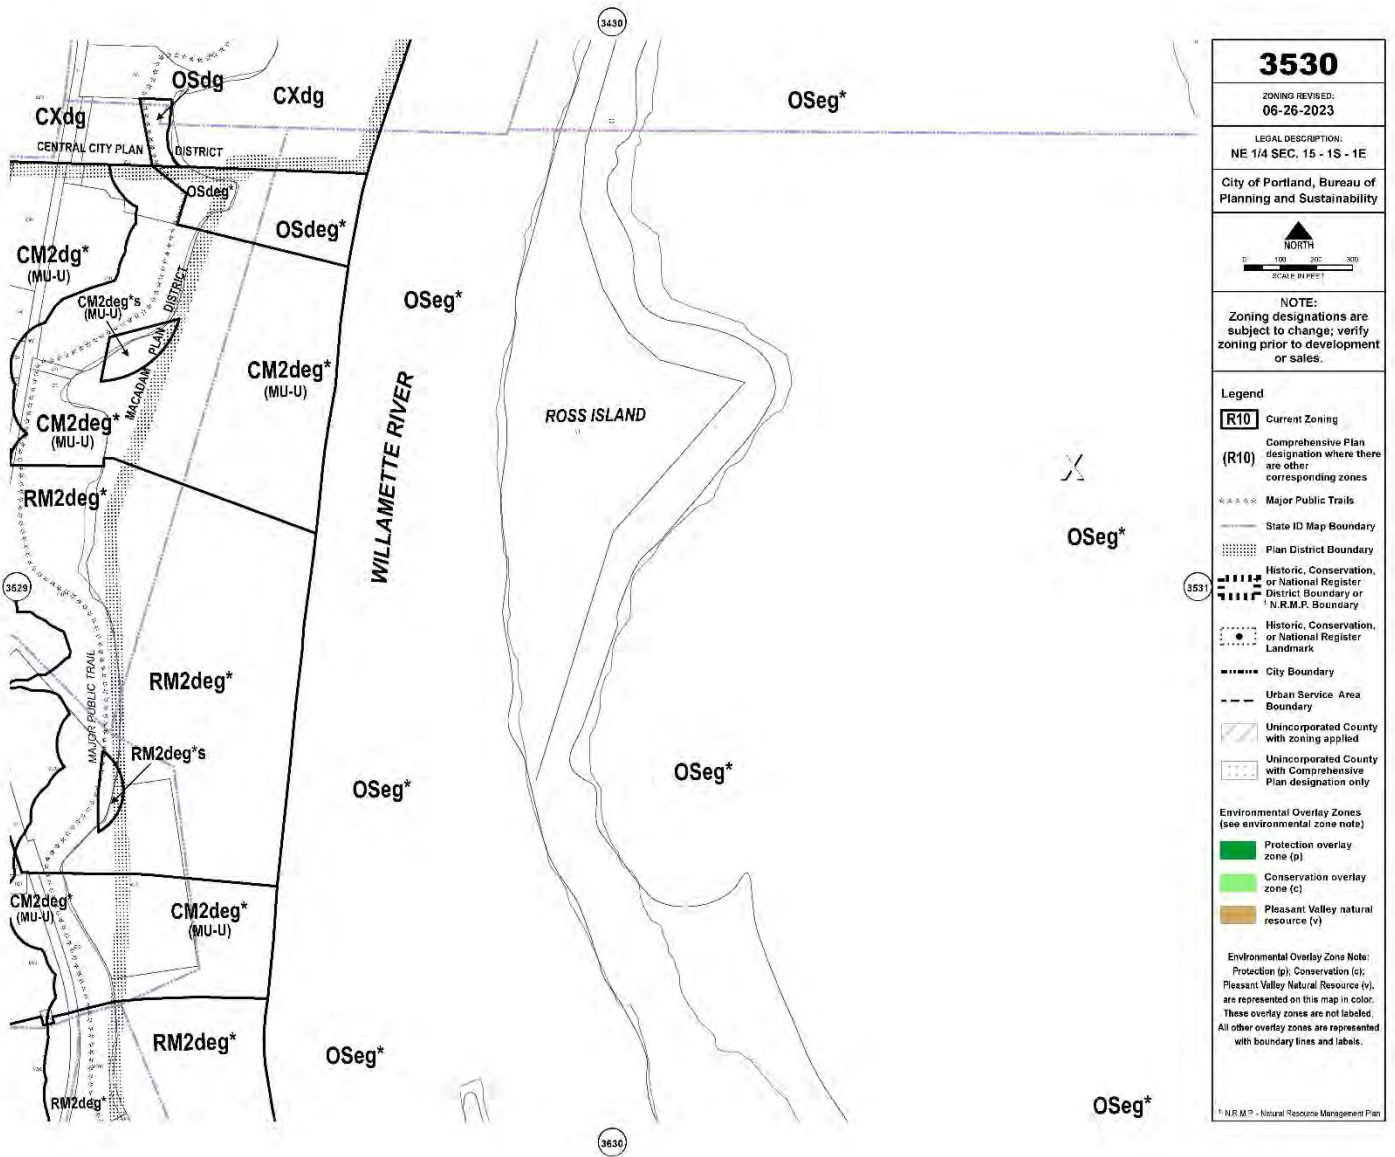 3430
OSdg
CXdg
OSeg*
CXdg
CENTRAL CITY PLAN DISTRICT
OSdeg*
OSdeg*
CM2dg*
(MU-U)
CM2deg*s
(MU-U)
MACADAM PLAN DISTRICT
OSeg*
CM2deg*
(MU-U)
CM2deg*
(MU-U)
WILLAMETTE RIVER
ROSS ISLAND
RM2deg*
OSeg*
3529
3531
MAJOR PUBLIC TRAIL
RM2deg*
RM2deg*s
OSeg*
OSeg*
CM2deg*
(MU-U)
CM2deg*
(MU-U)
RM2deg*
OSeg*
RM2deg*
OSeg*
3630
3530
ZONING REVISED:
06-26-2023
LEGAL DESCRIPTION:
NE 1/4 SEC. 15 - 1S - 1E
City of Portland, Bureau of
Planning and Sustainability
NORTH
0 100 200 300
SCALE IN FEET
NOTE:
Zoning designations are
subject to change; verify
zoning prior to development
or sales.
Legend
R10 Current Zoning
(R10) Comprehensive Plan
designation where there
are other
corresponding zones
Major Public Trails
State ID Map Boundary
Plan District Boundary
Historic, Conservation,
or National Register
District Boundary or
¹ N.R.M.P. Boundary
Historic, Conservation,
or National Register
Landmark
City Boundary
Urban Service Area
Boundary
Unincorporated County
with zoning applied
Unincorporated County
with Comprehensive
Plan designation only
Environmental Overlay Zones
(see environmental zone note)
Protection overlay
zone (p)
Conservation overlay
zone (c)
Pleasant Valley natural
resource (v)
Environmental Overlay Zone Note:
Protection (p); Conservation (c);
Pleasant Valley Natural Resource (v),
are represented on this map in color.
These overlay zones are not labeled.
All other overlay zones are represented
with boundary lines and labels.
¹ N.R.M.P. - Natural Resource Management Plan